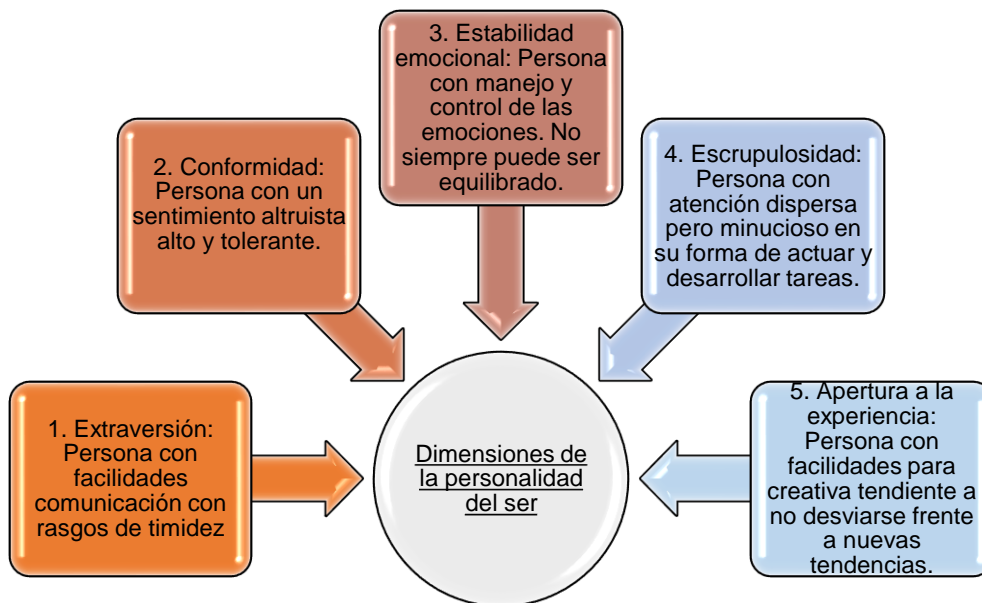 1. Extraversión:
Persona con
facilidades
comunicación con
rasgos de timidez
2. Conformidad:
Persona con un
sentimiento altruista
alto y tolerante.
3. Estabilidad
emocional: Persona
con manejo y
control de las
emociones. No
siempre puede ser
equilibrado.
4. Escrupulosidad:
Persona con
atención dispersa
pero minucioso en
su forma de actuar y
desarrollar tareas.
5. Apertura a la
experiencia:
Persona con
facilidades para
creativa tendiente a
no desviarse frente
a nuevas
tendencias.
Dimensiones de
la personalidad
del ser